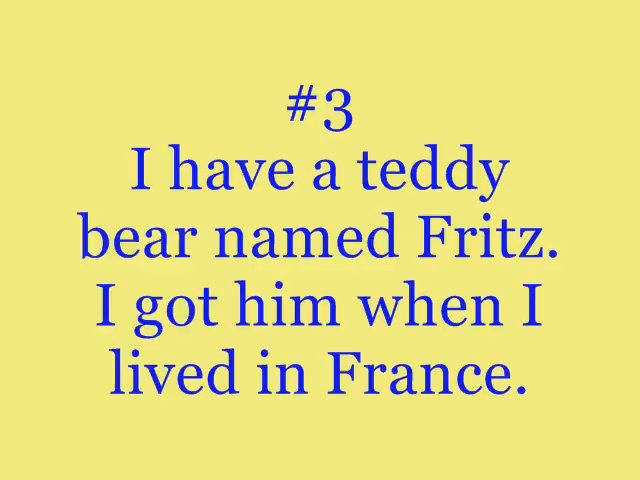 #3
I have a teddy
bear named Fritz.
I got him when I
lived in France.